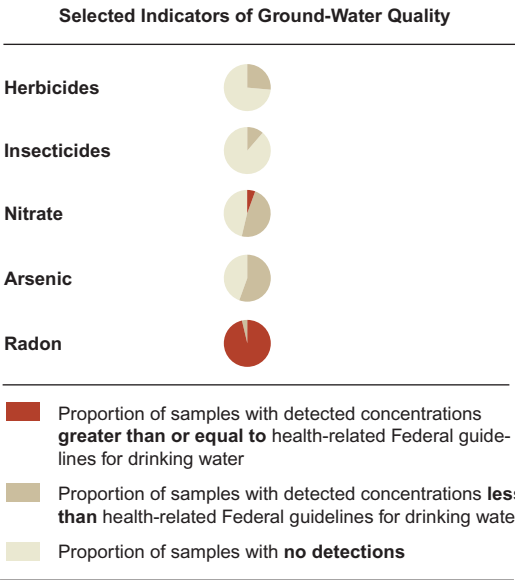 Selected Indicators of Ground-Water Quality
Herbicides
Insecticides
Nitrate
Arsenic
Radon
Proportion of samples with detected concentrations
greater than or equal to health-related Federal guide-
lines for drinking water
Proportion of samples with detected concentrations les
than health-related Federal guidelines for drinking wate
Proportion of samples with no detections